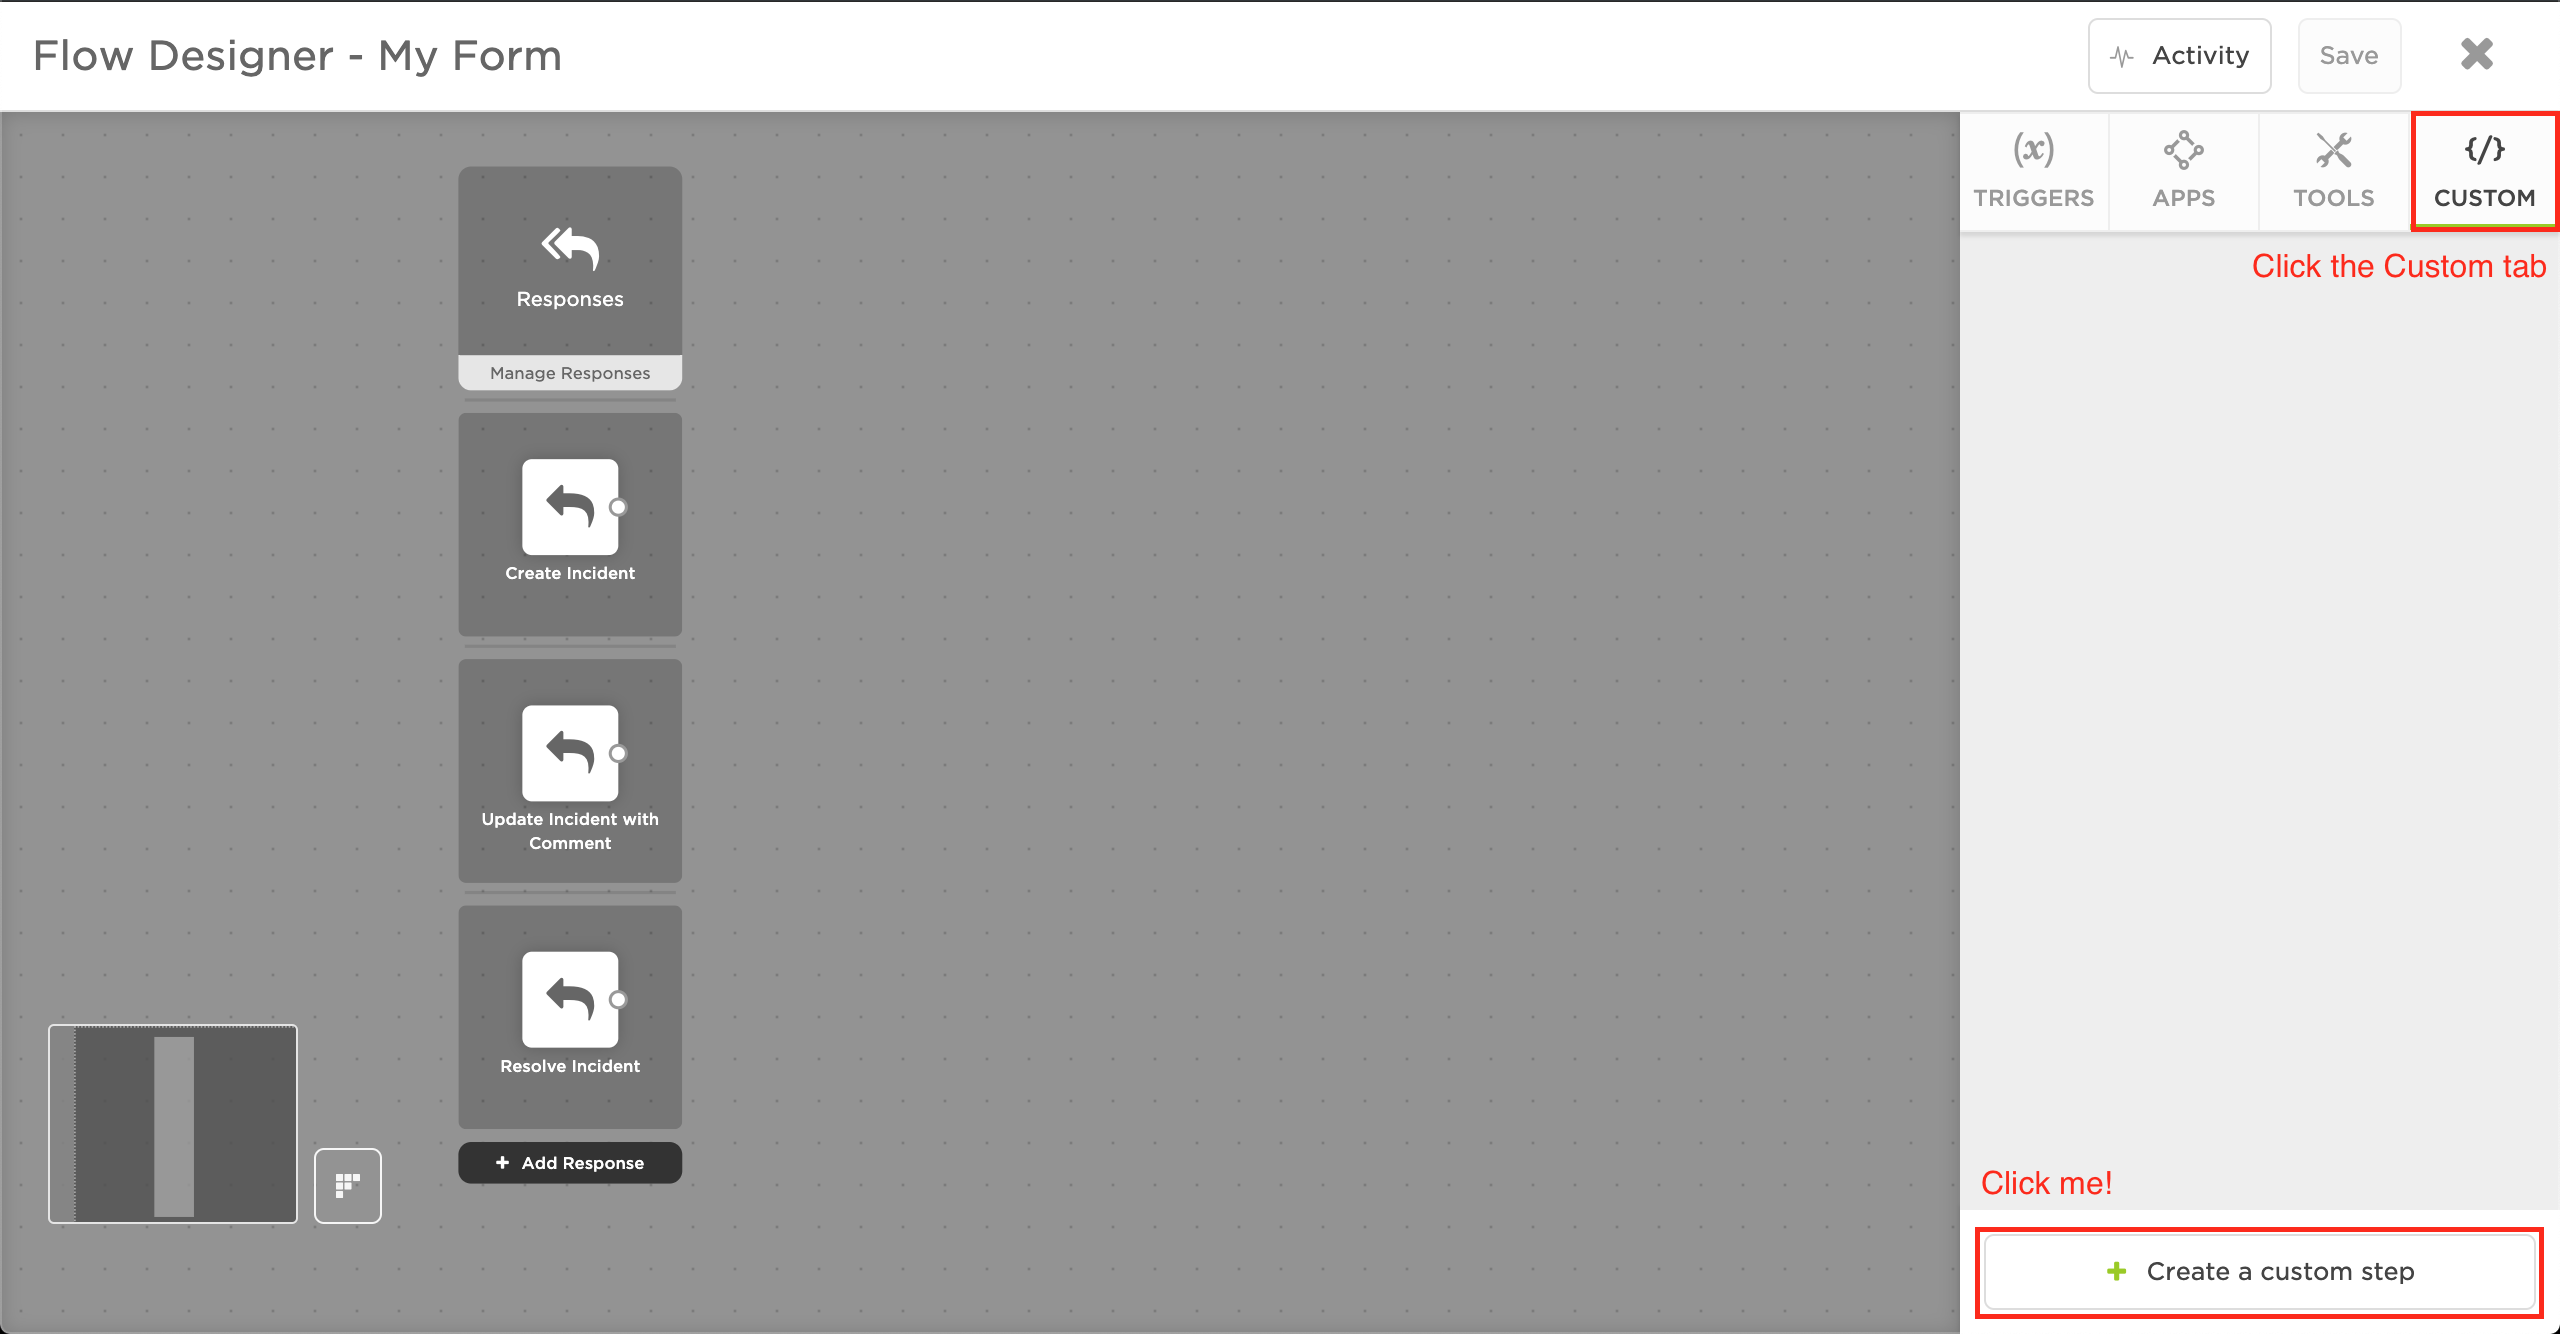 Flow Designer - My Form
Activity
Save
(x)
TRIGGERS
APPS
TOOLS
{/}
CUSTOM
Click the Custom tab
Responses
Manage Responses
Create Incident
Update Incident with
Comment
Resolve Incident
+ Add Response
Click me!
+ Create a custom step